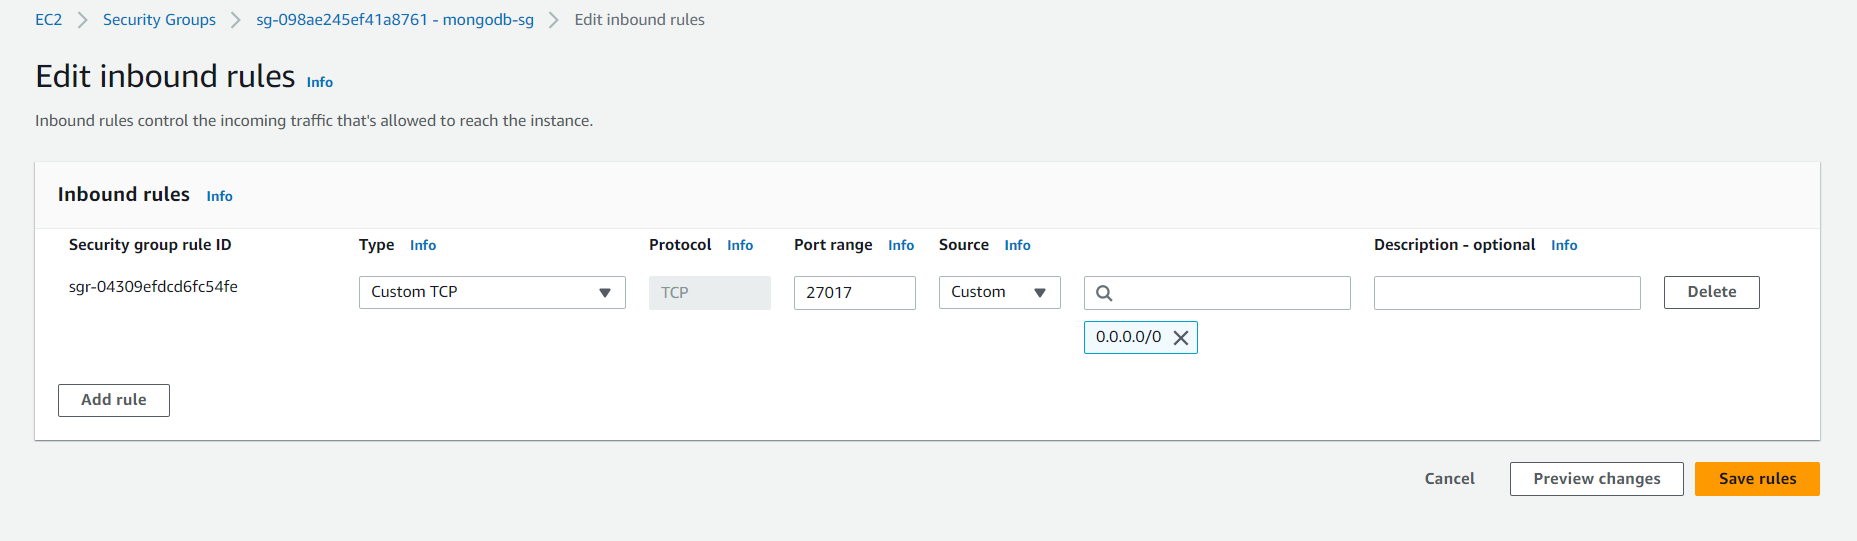 EC2 > Security Groups > sg-098ae245ef41a8761 - mongodb-sg > Edit inbound rules
Edit inbound rules Info
Inbound rules control the incoming traffic that's allowed to reach the instance.
Inbound rules Info
Security group rule ID Type Info Protocol Info Port range Info Source Info Description - optional Info
sgr-04309efdcd6fc54fe Custom TCP TCP 27017 Custom Delete
0.0.0.0/0
Add rule
Cancel Preview changes Save rules